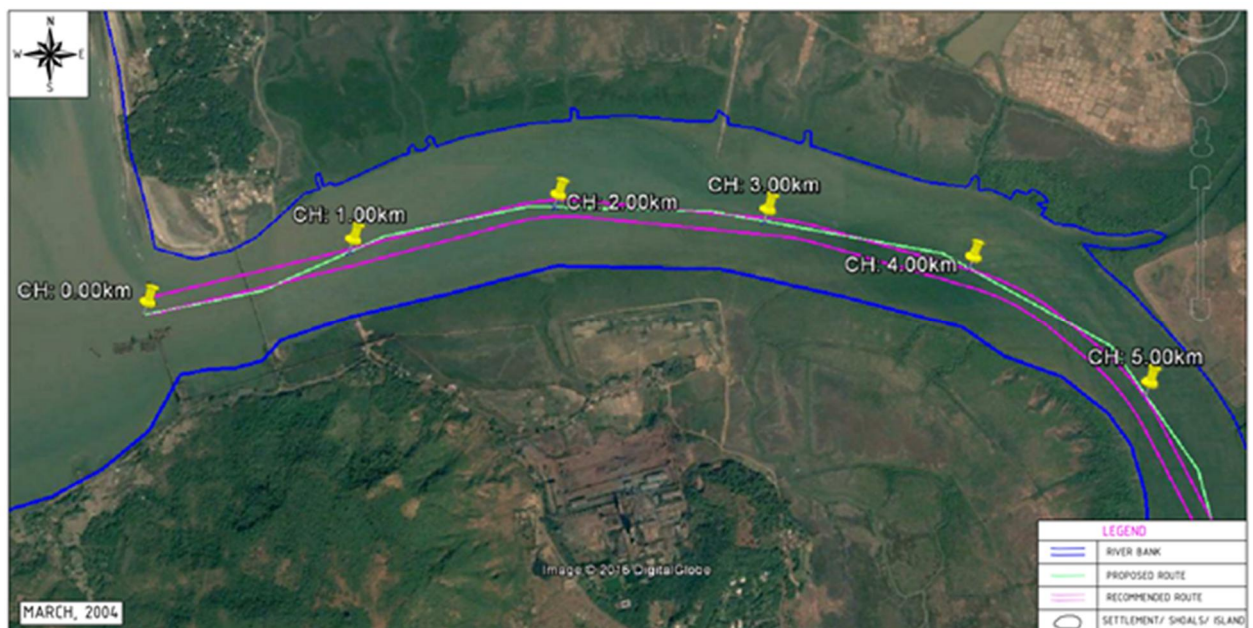 N
W E
S
CH: 0.00km
CH: 1.00km
CH: 2.00km
CH: 3.00km
CH: 4.00km
CH: 5.00km
Image © 2016 DigitalGlobe
MARCH, 2004
LEGEND
RIVER BANK
PROPOSED ROUTE
RECOMMENDED ROUTE
SETTLEMENT/ SHOALS/ ISLAND